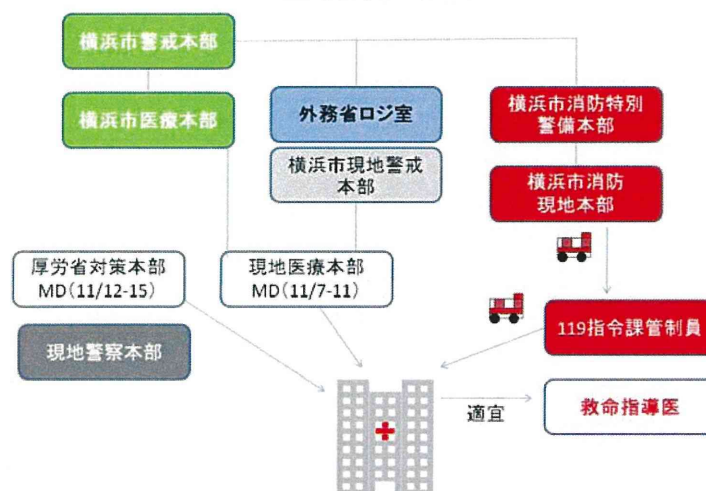 横浜市警戒本部
横浜市医療本部
外務省ロジ室
横浜市現地警戒
本部
横浜市消防特別
警備本部
横浜市消防
現地本部
厚労省対策本部
MD(11/12-15)
現地医療本部
MD(11/7-11)
119指令課管制員
現地警察本部
適宜
救命指導医